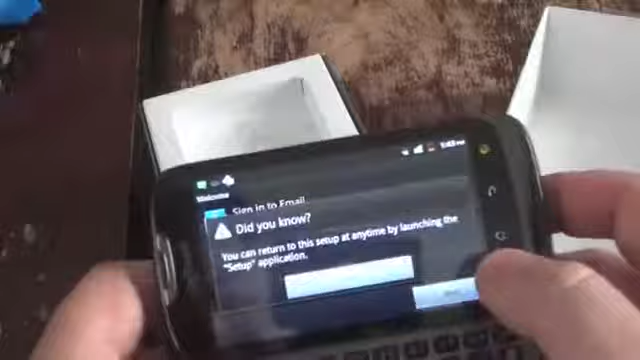 Welcome
Sign in to Email
Did you know?
You can return to this setup at anytime by launching the
"Setup" application.